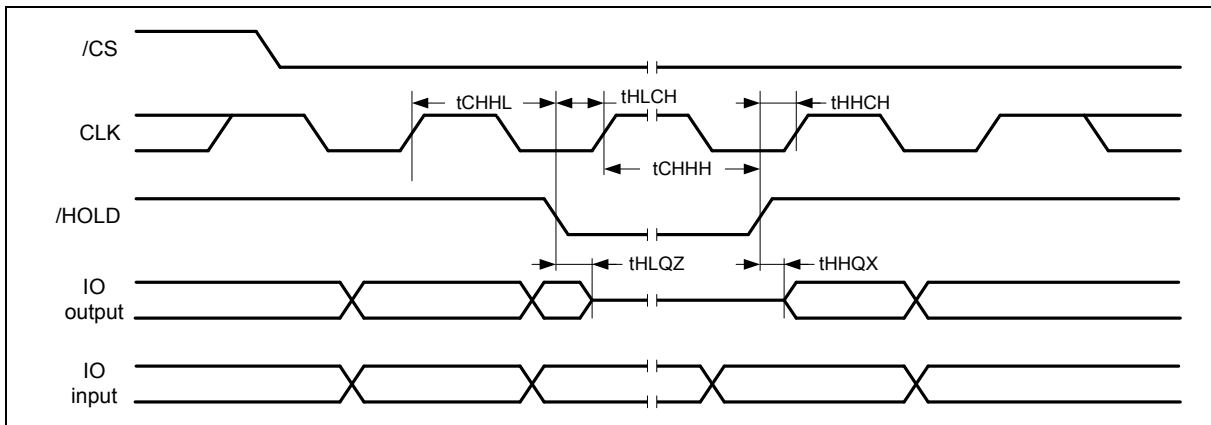 /CS
tCHHL
tHLCH
tHHCH
CLK
tCHHH
/HOLD
tHLQZ
tHHQX
IO
output
IO
input